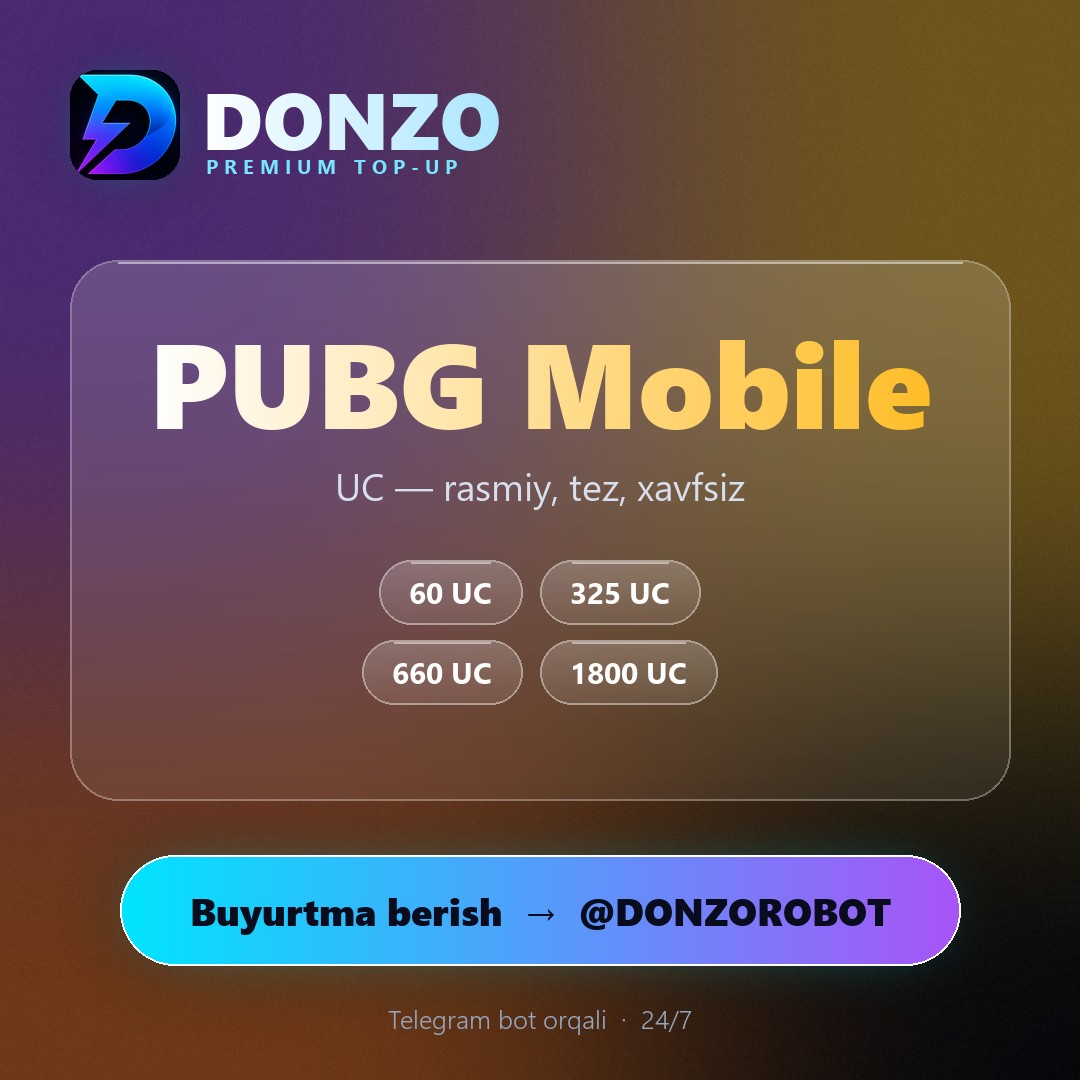 DONZO
PREMIUM TOP-UP
PUBG Mobile
UC — rasmiy, tez, xavfsiz
60 UC
325 UC
660 UC
1800 UC
Buyurtma berish → @DONZOROBOT
Telegram bot orqali · 24/7